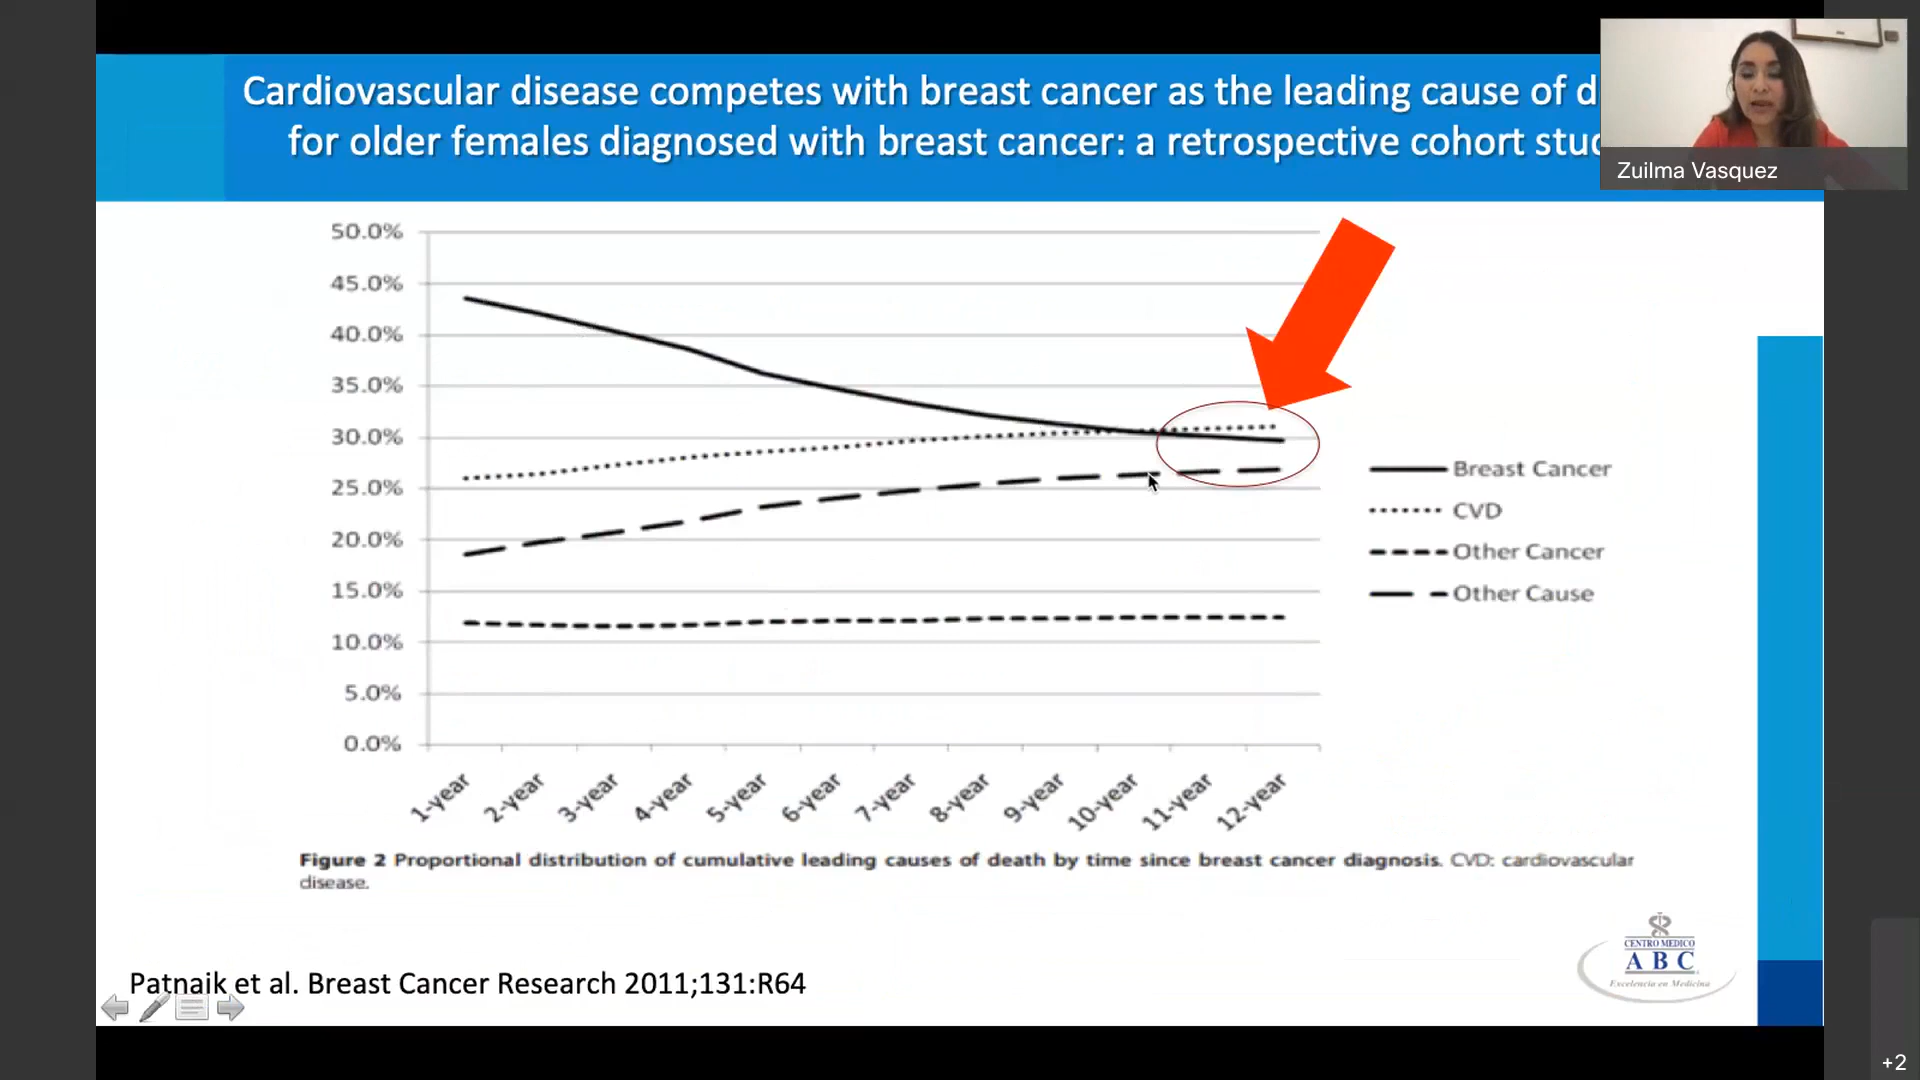 Cardiovascular disease competes with breast cancer as the leading cause of d
for older females diagnosed with breast cancer: a retrospective cohort stu
Zuilma Vasquez
50.0%
45.0%
40.0%
35.0%
30.0%
25.0%
20.0%
15.0%
10.0%
5.0%
0.0%
1-year
2-year
3-year
4-year
5-year
6-year
7-year
8-year
9-year
10-year
11-year
12-year
Breast Cancer
CVD
Other Cancer
Other Cause
Figure 2 Proportional distribution of cumulative leading causes of death by time since breast cancer diagnosis. CVD: cardiovascular
disease.
Patnaik et al. Breast Cancer Research 2011;131:R64
CENTRO MEDICO
ABC
Excelencia en Medicina
+2